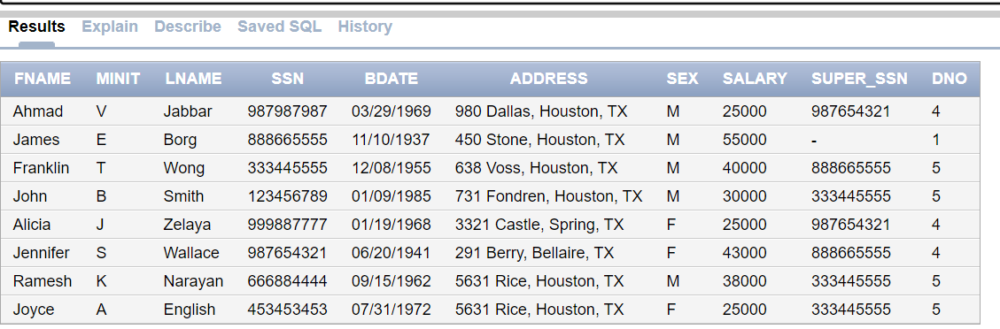 Results Explain Describe Saved SQL History
FNAME MINIT LNAME SSN BDATE ADDRESS SEX SALARY SUPER_SSN DNO
Ahmad V Jabbar 987987987 03/29/1969 980 Dallas, Houston, TX M 25000 987654321 4
James E Borg 888665555 11/10/1937 450 Stone, Houston, TX M 55000 - 1
Franklin T Wong 333445555 12/08/1955 638 Voss, Houston, TX M 40000 888665555 5
John B Smith 123456789 01/09/1985 731 Fondren, Houston, TX M 30000 333445555 5
Alicia J Zelaya 999887777 01/19/1968 3321 Castle, Spring, TX F 25000 987654321 4
Jennifer S Wallace 987654321 06/20/1941 291 Berry, Bellaire, TX F 43000 888665555 4
Ramesh K Narayan 666884444 09/15/1962 5631 Rice, Houston, TX M 38000 333445555 5
Joyce A English 453453453 07/31/1972 5631 Rice, Houston, TX F 25000 333445555 5